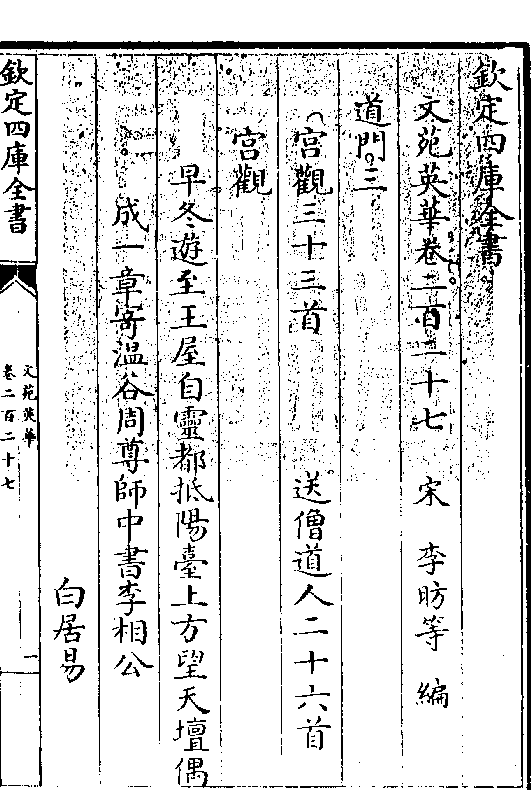 欽定四庫全書
文苑英華卷二百二十七　宋　李昉等　編
道門三
宫觀三十三首　送僧道人二十六首
宫觀
早冬遊至王屋自靈都抵陽臺上方望天壇偶
成一章寄温谷周尊師中書李相公
白居易
欽定四庫全書
文苑英華
卷二百二十七
一